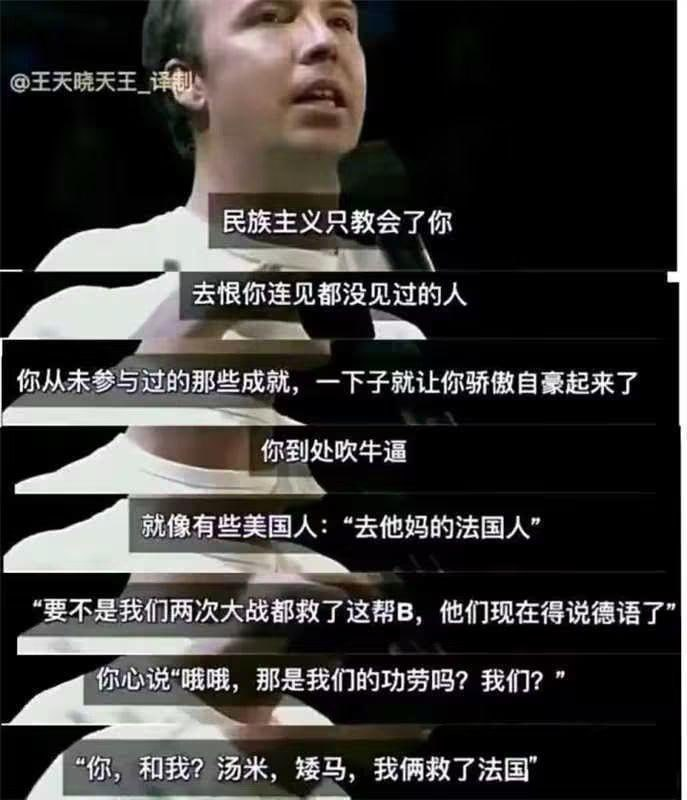 @王天晓天王_译制
民族主义只教会了你
去恨你连见都没见过的人
你从未参与过的那些成就，一下子就让你骄傲自豪起来了
你到处吹牛逼
就像有些美国人：“去他妈的法国人”
“要不是我们两次大战都救了这帮B，他们现在得说德语了”
你心说“哦哦，那是我们的功劳吗？我们？”
“你，和我？汤米，矮马，我俩救了法国”